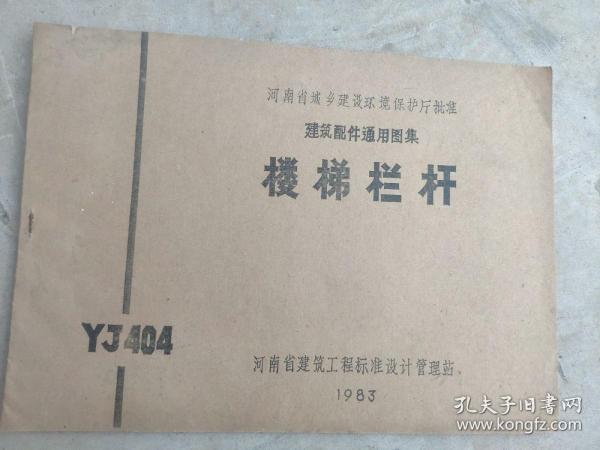 河南省城乡建设环境保护厅批准
建筑配件通用图集
楼梯栏杆
YJ404
河南省建筑工程标准设计管理站、
1983
孔夫子旧书网
www.kongfz.com